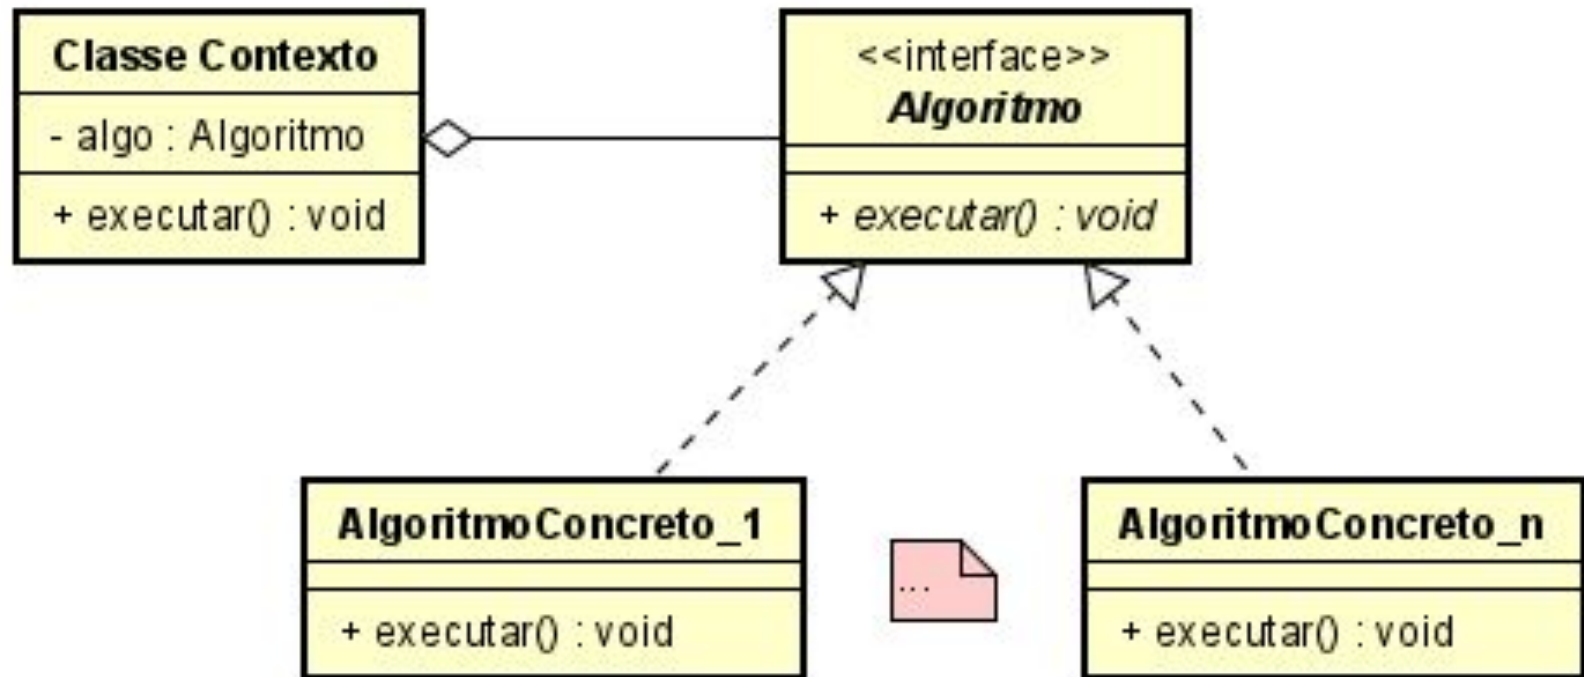 Classe Contexto
- algo : Algoritmo
+ executar() : void
<<interface>>
Algoritmo
+ executar() : void
AlgoritmoConcreto_1
+ executar() : void
...
AlgoritmoConcreto_n
+ executar() : void